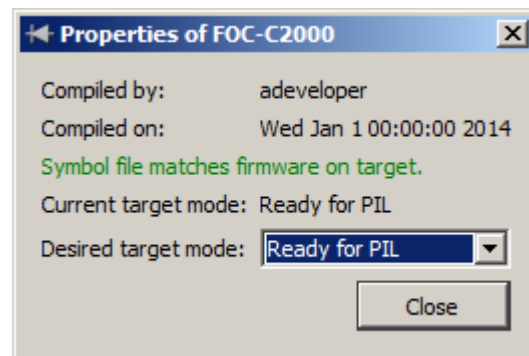 Properties of FOC-C2000
Compiled by: adeveloper
Compiled on: Wed Jan 1 00:00:00 2014
Symbol file matches firmware on target.
Current target mode: Ready for PIL
Desired target mode: Ready for PIL
Close